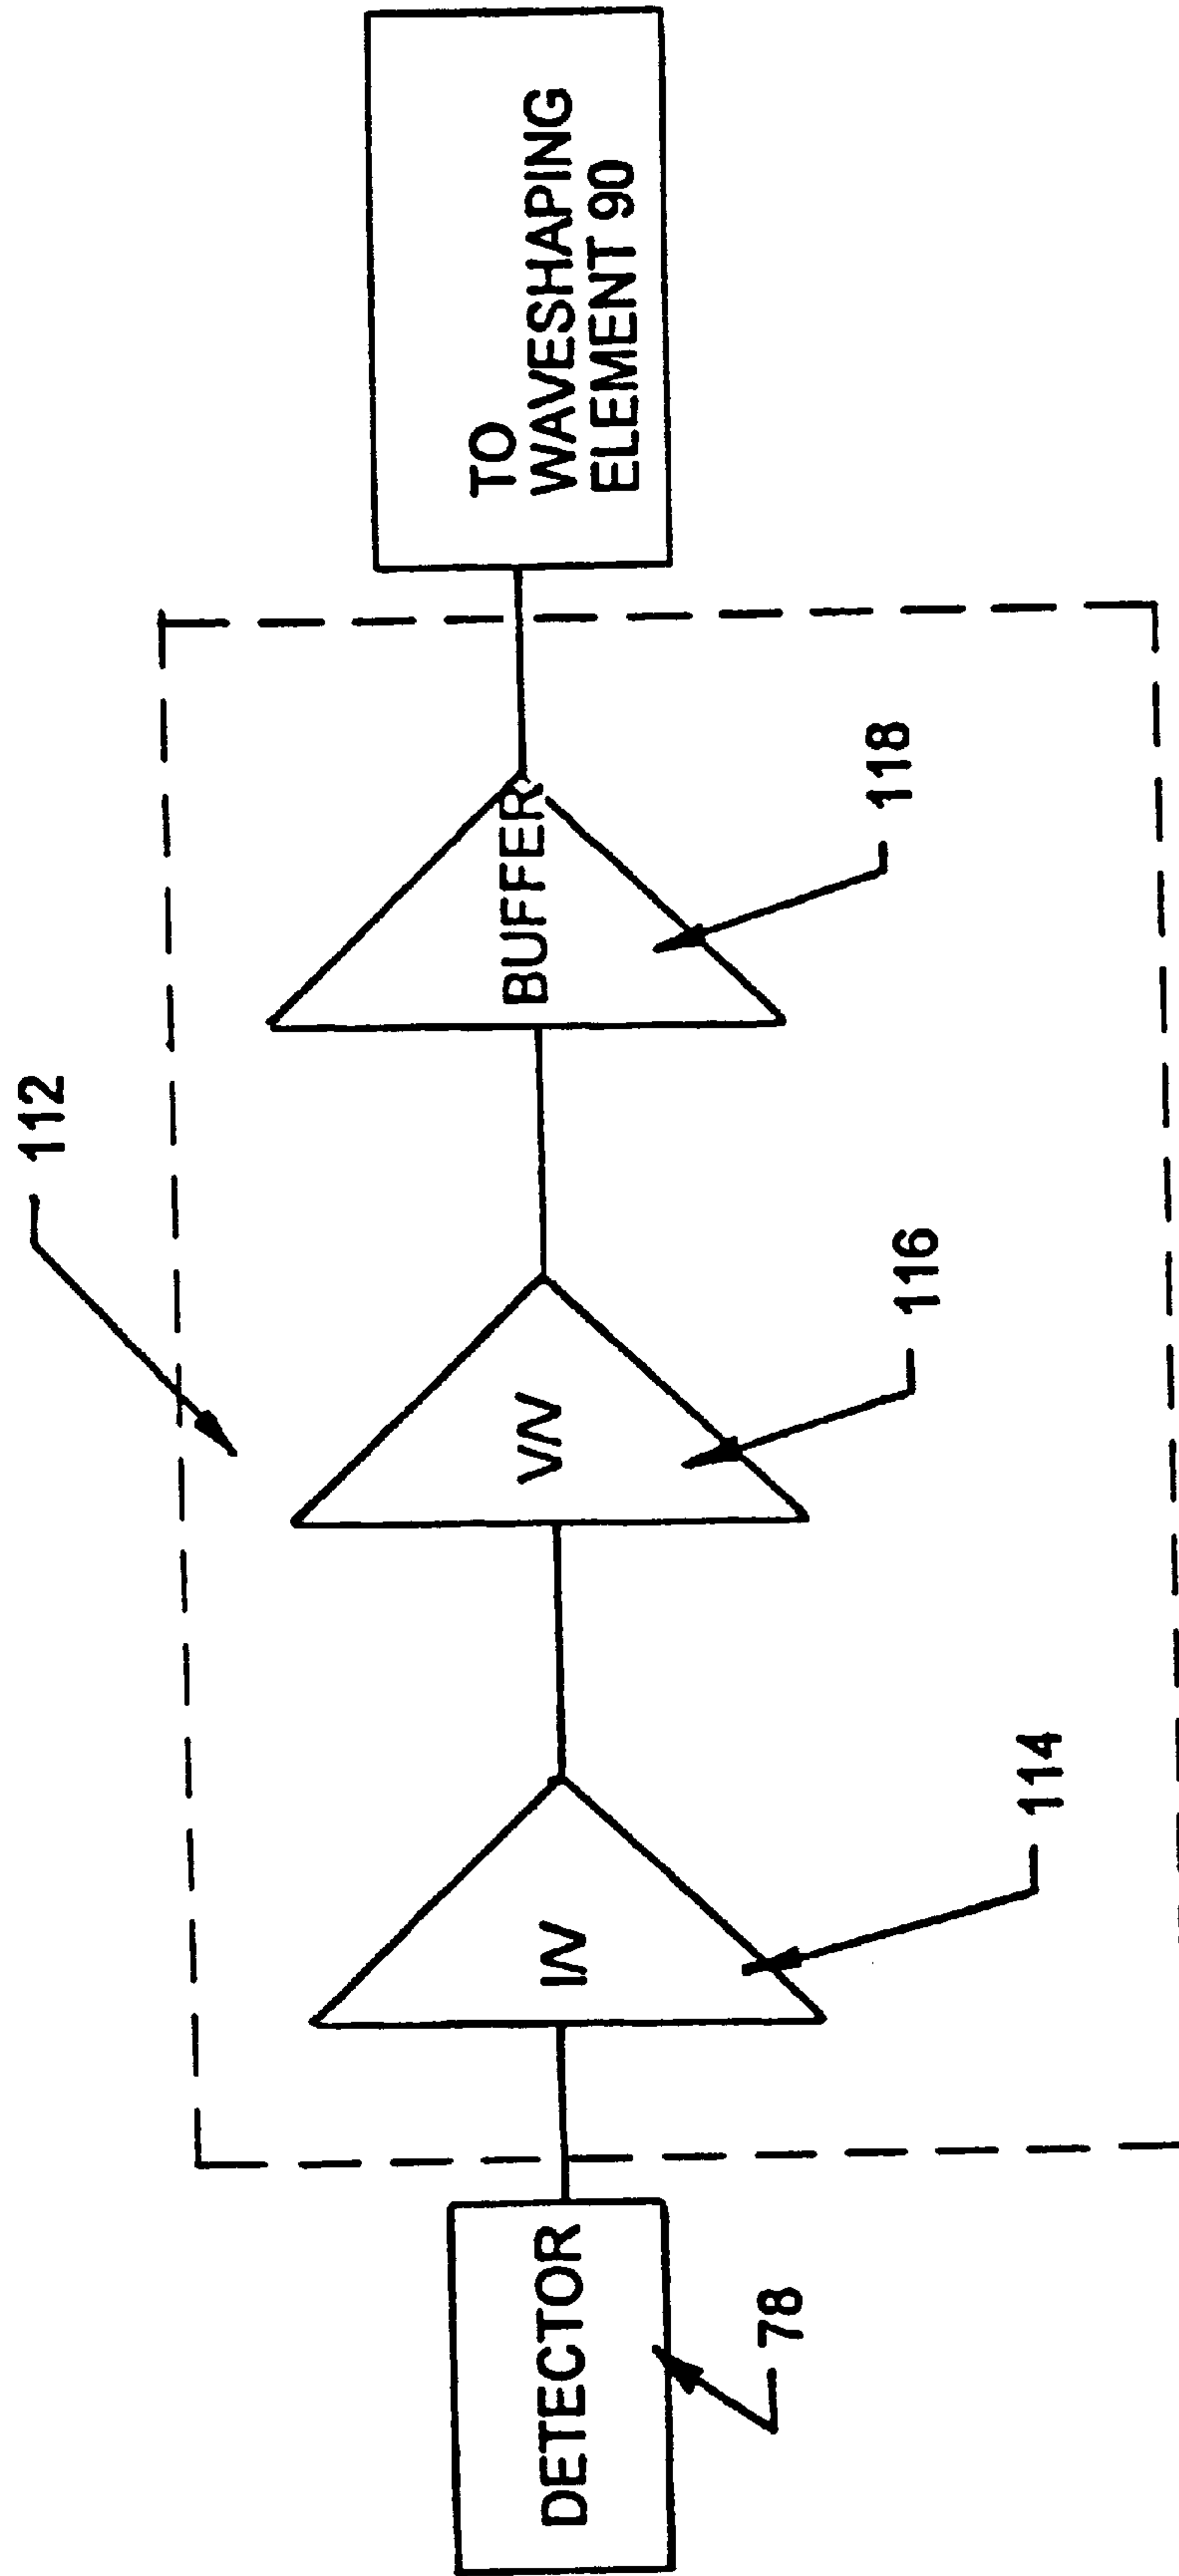 112
DETECTOR
78
I/V
114
V/V
116
BUFFER
118
TO
WAVESHAPING
ELEMENT 90